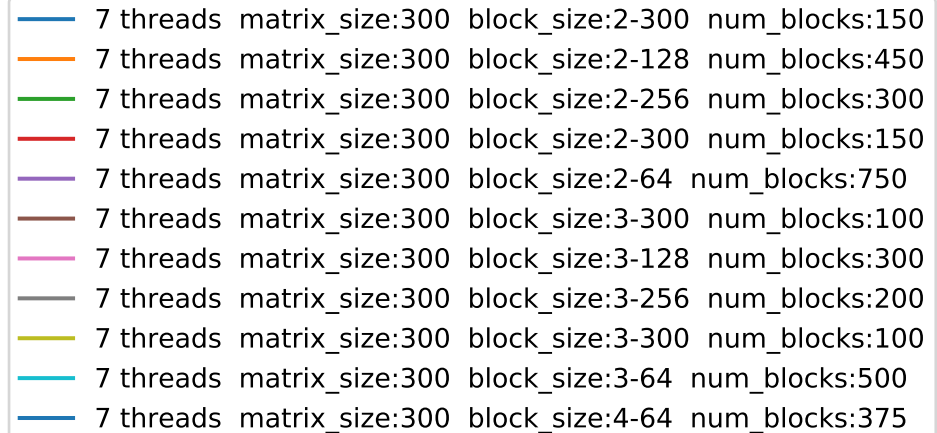 7 threads  matrix_size:300  block_size:2-300  num_blocks:150
7 threads  matrix_size:300  block_size:2-128  num_blocks:450
7 threads  matrix_size:300  block_size:2-256  num_blocks:300
7 threads  matrix_size:300  block_size:2-300  num_blocks:150
7 threads  matrix_size:300  block_size:2-64  num_blocks:750
7 threads  matrix_size:300  block_size:3-300  num_blocks:100
7 threads  matrix_size:300  block_size:3-128  num_blocks:300
7 threads  matrix_size:300  block_size:3-256  num_blocks:200
7 threads  matrix_size:300  block_size:3-300  num_blocks:100
7 threads  matrix_size:300  block_size:3-64  num_blocks:500
7 threads  matrix_size:300  block_size:4-64  num_blocks:375